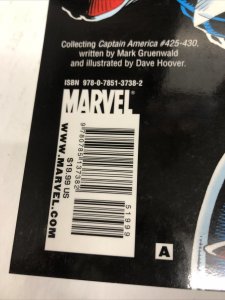 Collecting Captain America #425-430,
written by Mark Gruenwald
and illustrated by Dave Hoover.
ISBN 978-0-7851-3738-2
MARVEL
$19.99 US
WWW.MARVEL.COM
9780785137382
51999
A